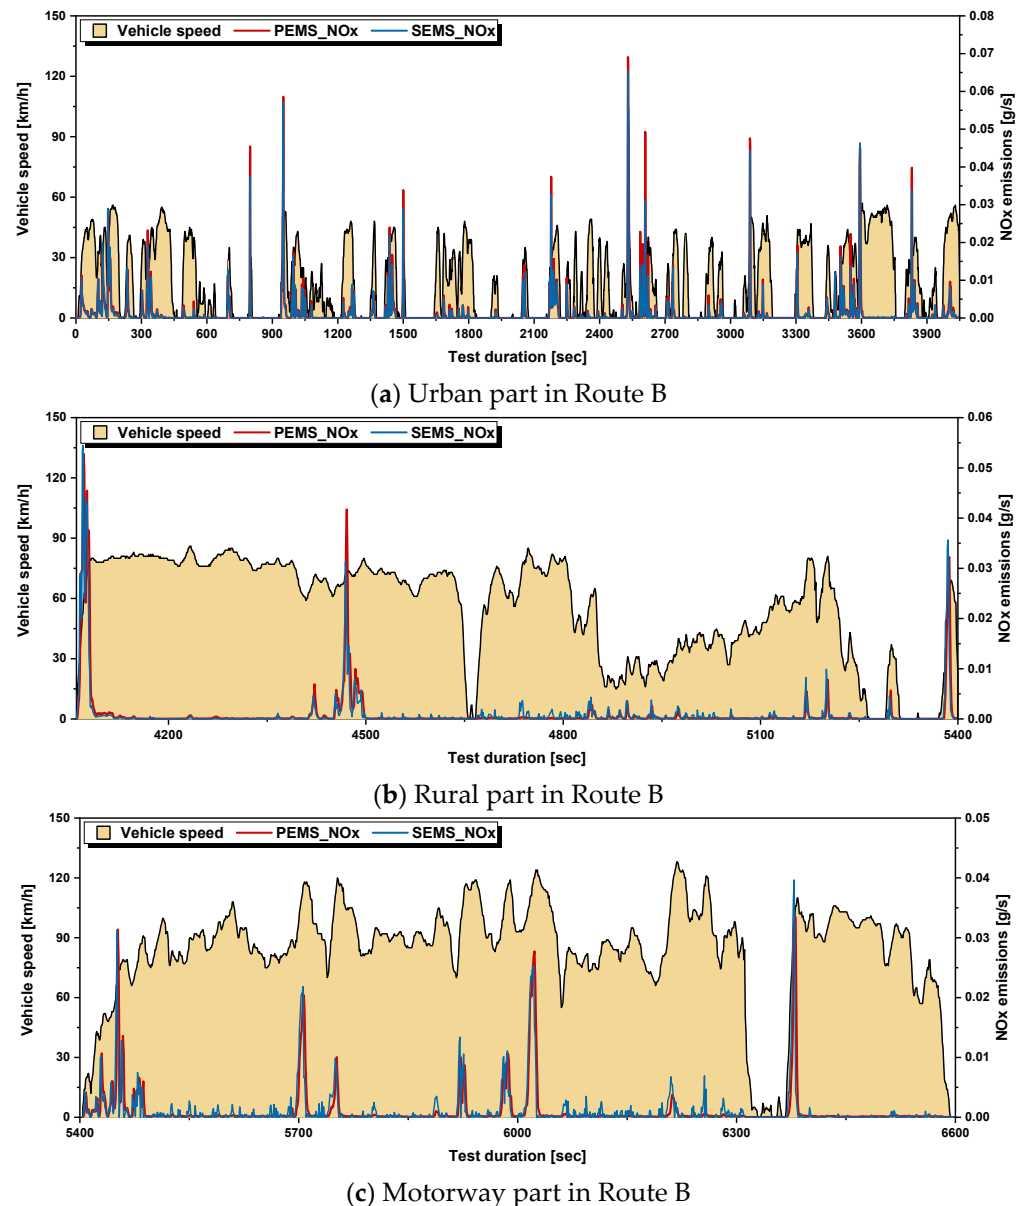 150
120
90
60
30
0
Vehicle speed [km/h]
Vehicle speed PEMS_NOx SEMS_NOx
0.08
0.07
0.06
0.05
0.04
0.03
0.02
0.01
0.00
NOx emissions [g/s]
0 300 600 900 1200 1500 1800 2100 2400 2700 3000 3300 3600 3900
Test duration [sec]
(a) Urban part in Route B
150
120
90
60
30
0
Vehicle speed [km/h]
Vehicle speed PEMS_NOx SEMS_NOx
0.06
0.05
0.04
0.03
0.02
0.01
0.00
NOx emissions [g/s]
4200 4500 4800 5100 5400
Test duration [sec]
(b) Rural part in Route B
150
120
90
60
30
0
Vehicle speed [km/h]
Vehicle speed PEMS_NOx SEMS_NOx
0.05
0.04
0.03
0.02
0.01
0.00
NOx emissions [g/s]
5400 5700 6000 6300 6600
Test duration [sec]
(c) Motorway part in Route B